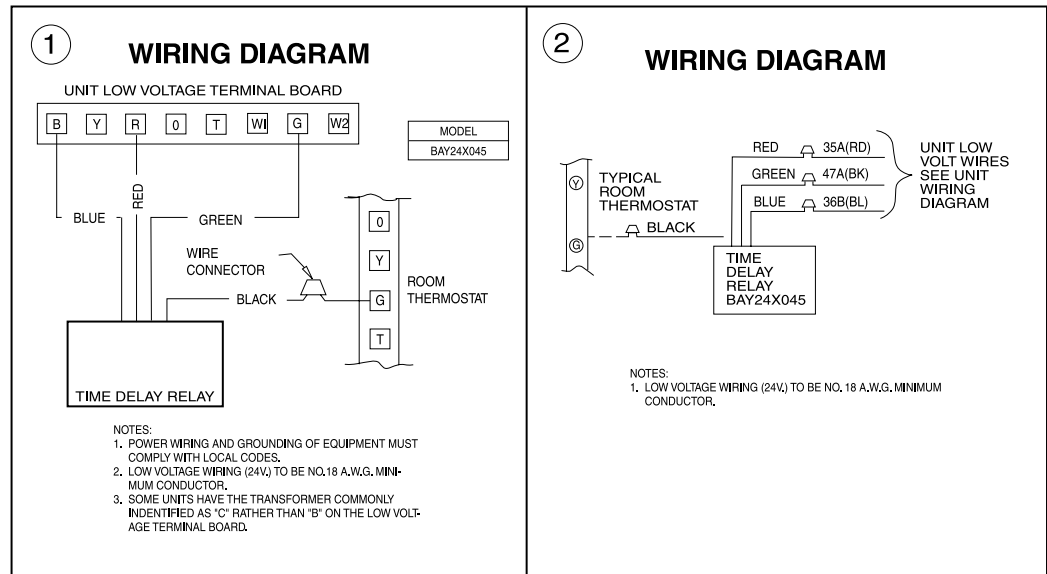 1
WIRING DIAGRAM
UNIT LOW VOLTAGE TERMINAL BOARD
B Y R 0 T W1 G W2
MODEL
BAY24X045
RED
BLUE
GREEN
WIRE
CONNECTOR
BLACK
0
Y
G
T
ROOM
THERMOSTAT
TIME DELAY RELAY
NOTES:
1. POWER WIRING AND GROUNDING OF EQUIPMENT MUST
COMPLY WITH LOCAL CODES.
2. LOW VOLTAGE WIRING (24V.) TO BE NO. 18 A.W.G. MINI-
MUM CONDUCTOR.
3. SOME UNITS HAVE THE TRANSFORMER COMMONLY
INDENTIFIED AS "C" RATHER THAN "B" ON THE LOW VOLT-
AGE TERMINAL BOARD.
2
WIRING DIAGRAM
Y
G
TYPICAL
ROOM
THERMOSTAT
BLACK
RED 35A(RD)
GREEN 47A(BK)
BLUE 36B(BL)
UNIT LOW
VOLT WIRES
SEE UNIT
WIRING
DIAGRAM
TIME
DELAY
RELAY
BAY24X045
NOTES:
1. LOW VOLTAGE WIRING (24V.) TO BE NO. 18 A.W.G. MINIMUM
CONDUCTOR.